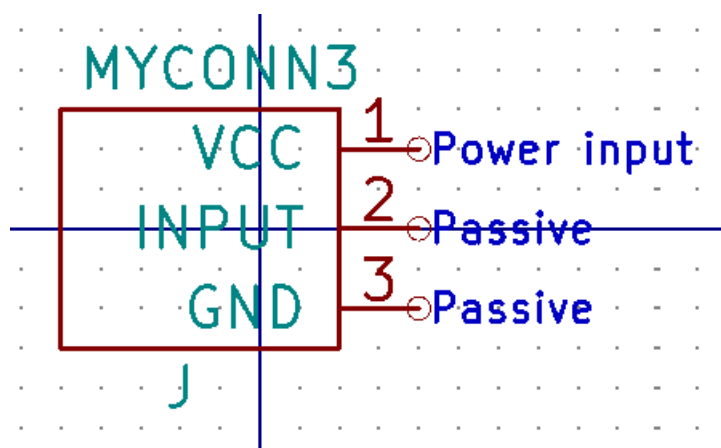 MYCONN3
VCC 1 Power input
INPUT 2 Passive
GND 3 Passive
J